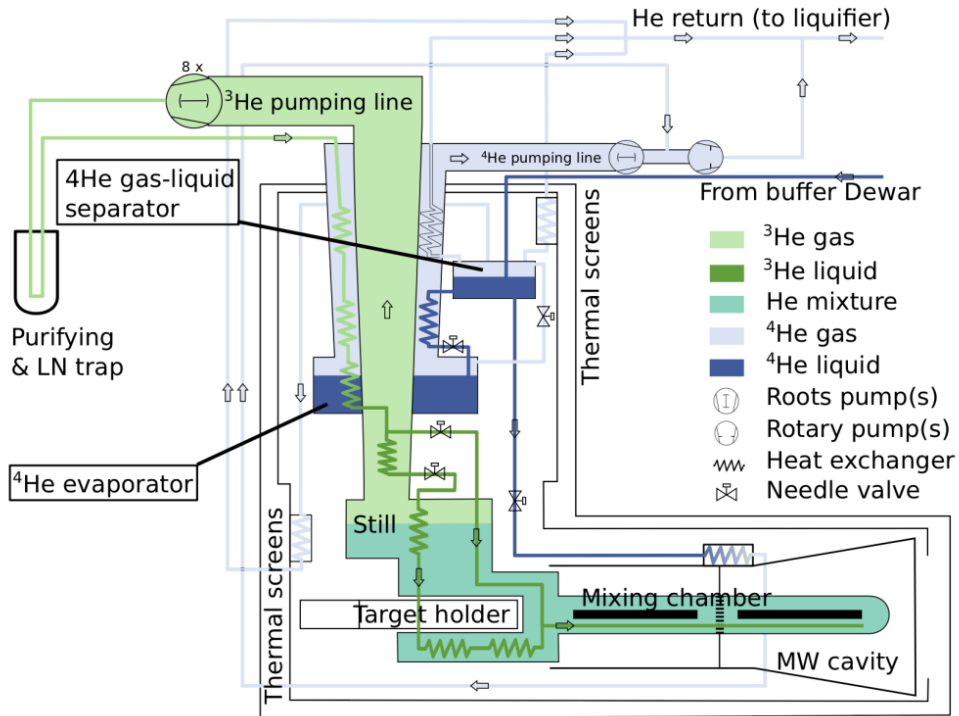 He return (to liquifier)
8 x
³He pumping line
⁴He pumping line
4He gas-liquid
separator
From buffer Dewar
³He gas
³He liquid
He mixture
⁴He gas
⁴He liquid
Roots pump(s)
Rotary pump(s)
Heat exchanger
Needle valve
Thermal screens
Purifying
& LN trap
⁴He evaporator
Still
Thermal screens
Target holder
Mixing chamber
MW cavity